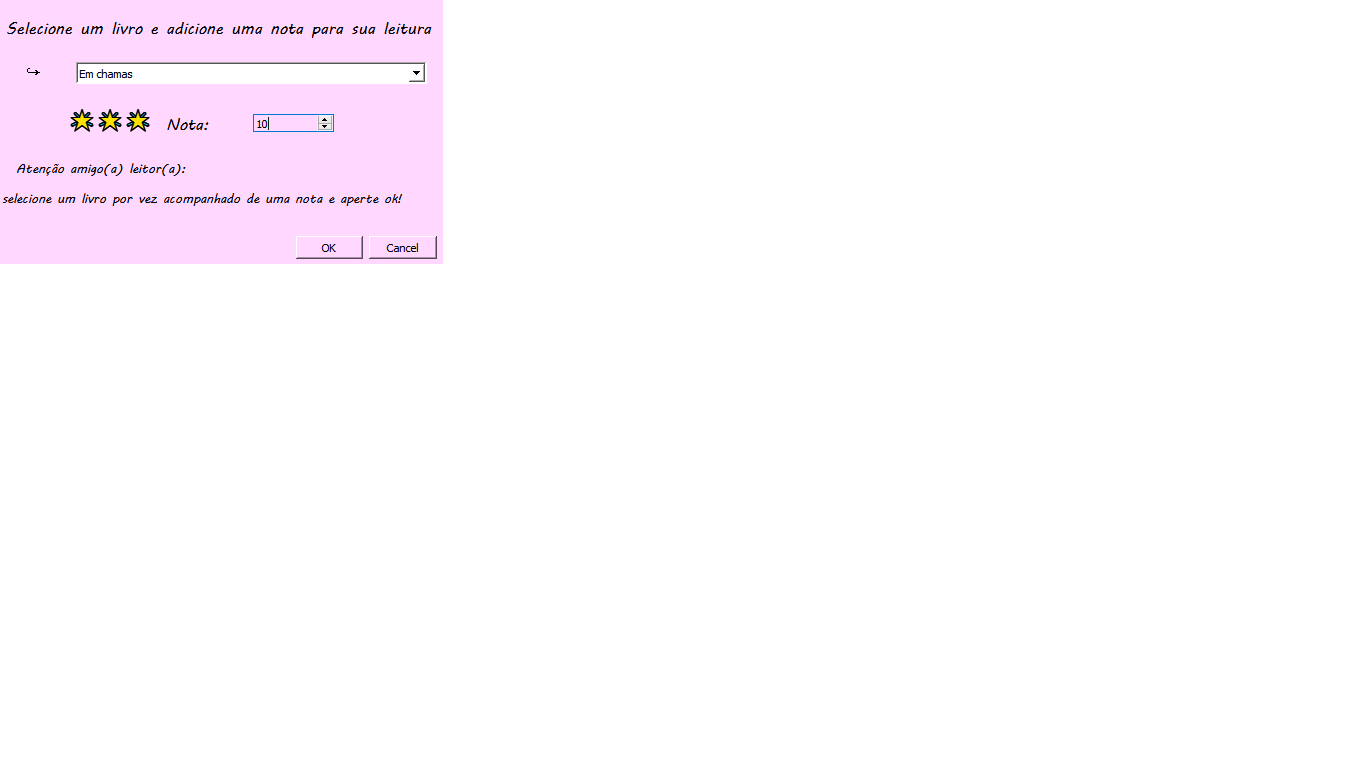 Selecione um livro e adicione uma nota para sua leitura
Em chamas
Nota:
10
Atenção amigo(a) leitor(a):
selecione um livro por vez acompanhado de uma nota e aperte ok!
OK Cancel